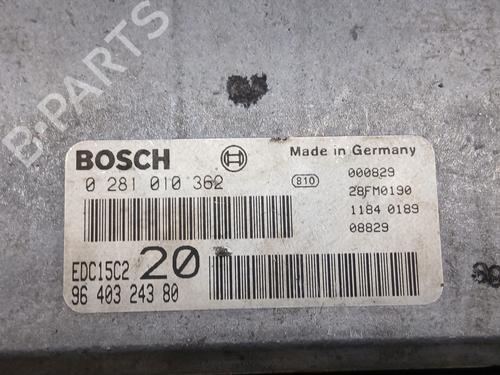 B-PARTS
BOSCH
Made in Germany
0 281 010 362
810
000829
28FM0190
1184 0189
08829
EDC15C2 20
96 403 243 80